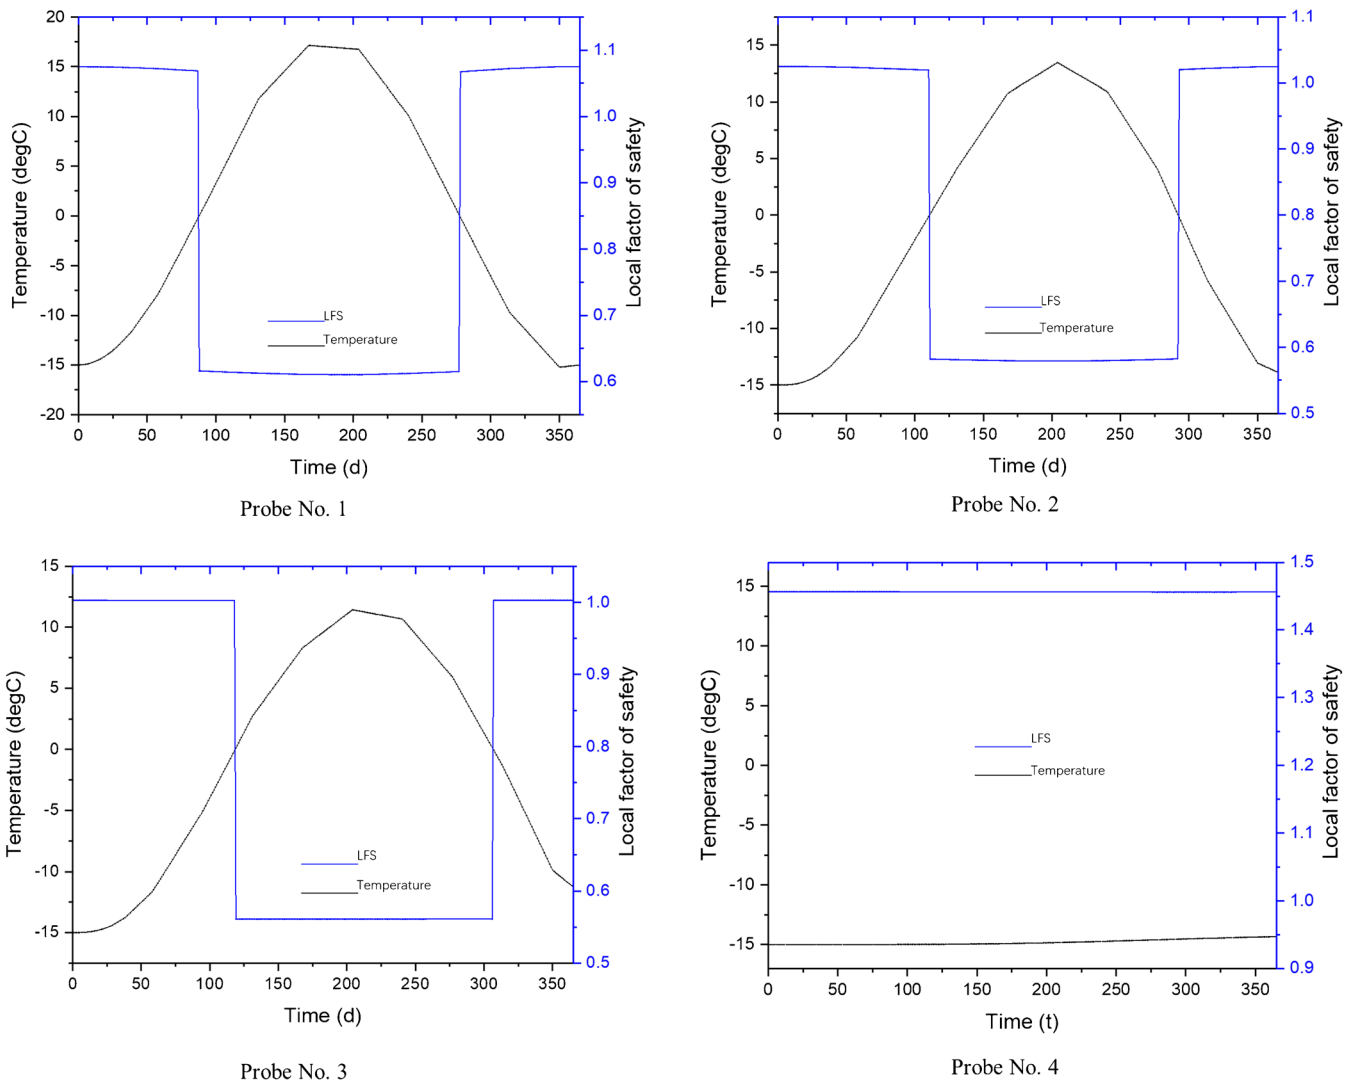 20
15
10
5
0
-5
-10
-15
-20
Temperature (degC)
1.1
1.0
0.9
0.8
0.7
0.6
Local factor of safety
LFS
Temperature
0 50 100 150 200 250 300 350
Time (d)
Probe No. 1
15
10
5
0
-5
-10
-15
Temperature (degC)
1.1
1.0
0.9
0.8
0.7
0.6
0.5
Local factor of safety
LFS
Temperature
0 50 100 150 200 250 300 350
Time (d)
Probe No. 2
15
10
5
0
-5
-10
-15
Temperature (degC)
1.0
0.9
0.8
0.7
0.6
0.5
Local factor of safety
LFS
Temperature
0 50 100 150 200 250 300 350
Time (d)
Probe No. 3
15
10
5
0
-5
-10
-15
Temperature (degC)
1.5
1.4
1.3
1.2
1.1
1.0
0.9
Local factor of safety
LFS
Temperature
0 50 100 150 200 250 300 350
Time (t)
Probe No. 4